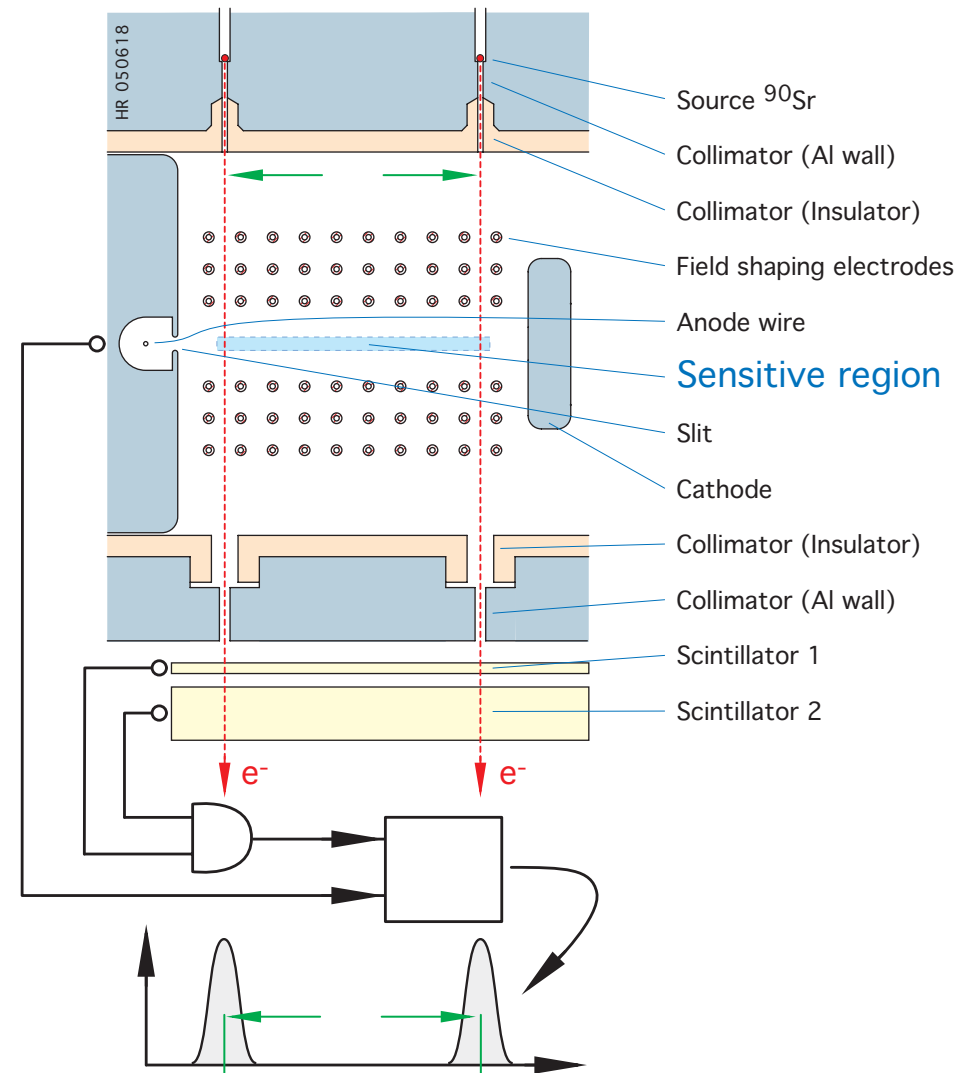 HR 050618
Source ⁹⁰Sr
Collimator (Al wall)
Collimator (Insulator)
Field shaping electrodes
Anode wire
Sensitive region
Slit
Cathode
Collimator (Insulator)
Collimator (Al wall)
Scintillator 1
Scintillator 2
e⁻ e⁻